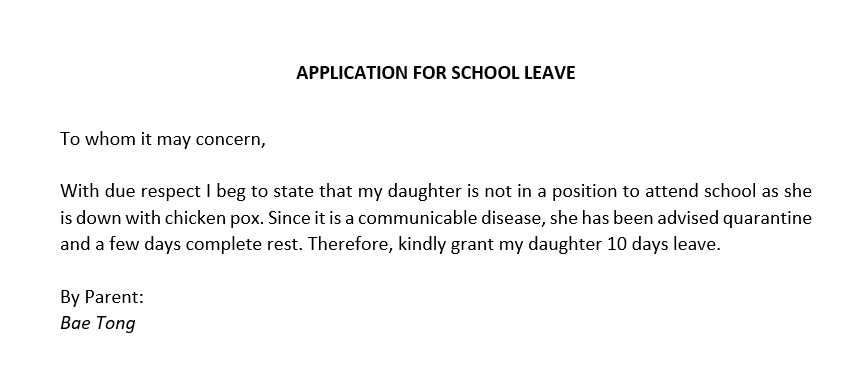 APPLICATION FOR SCHOOL LEAVE
To whom it may concern,
With due respect I beg to state that my daughter is not in a position to attend school as she
is down with chicken pox. Since it is a communicable disease, she has been advised quarantine
and a few days complete rest. Therefore, kindly grant my daughter 10 days leave.
By Parent:
Bae Tong